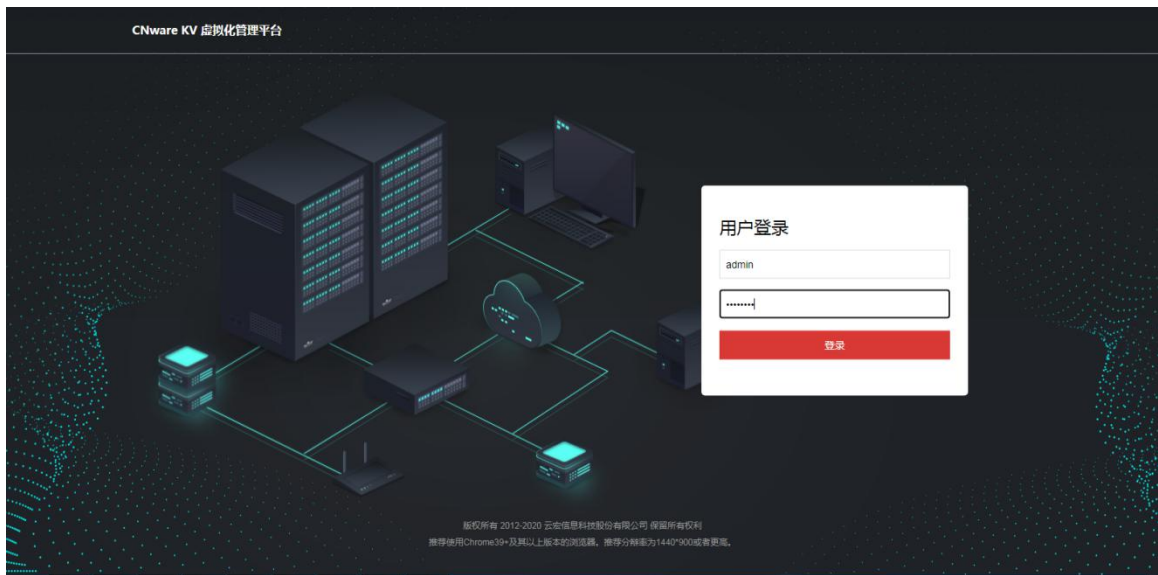 CNware KV 虚拟化管理平台
用户登录
admin
••••••••
登录
版权所有 2012-2020 云宏信息科技股份有限公司 保留所有权利
推荐使用Chrome39+及其以上版本的浏览器。推荐分辨率为1440*900或者更高。